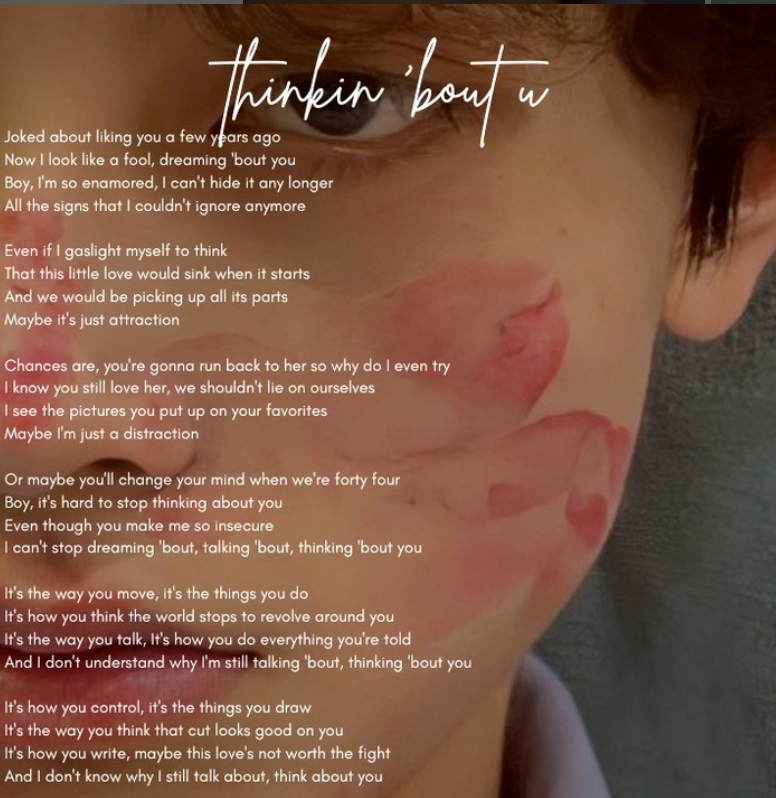 thinkin 'bout u
Joked about liking you a few years ago
Now I look like a fool, dreaming 'bout you
Boy, I'm so enamored, I can't hide it any longer
All the signs that I couldn't ignore anymore
Even if I gaslight myself to think
That this little love would sink when it starts
And we would be picking up all its parts
Maybe it's just attraction
Chances are, you're gonna run back to her so why do I even try
I know you still love her, we shouldn't lie on ourselves
I see the pictures you put up on your favorites
Maybe I'm just a distraction
Or maybe you'll change your mind when we're forty four
Boy, it's hard to stop thinking about you
Even though you make me so insecure
I can't stop dreaming 'bout, talking 'bout, thinking 'bout you
It's the way you move, it's the things you do
It's how you think the world stops to revolve around you
It's the way you talk, It's how you do everything you're told
And I don't understand why I'm still talking 'bout, thinking 'bout you
It's how you control, it's the things you draw
It's the way you think that cut looks good on you
It's how you write, maybe this love's not worth the fight
And I don't know why I still talk about, think about you